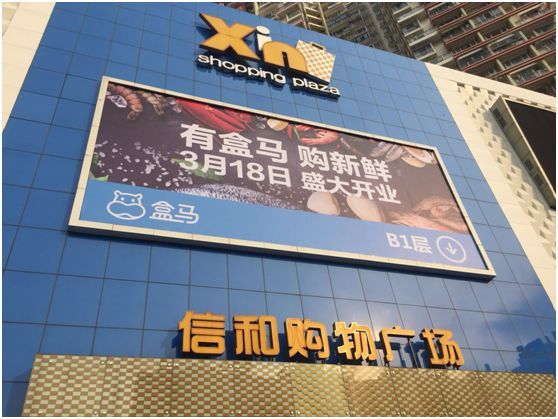 Xin
shopping plaza
有盒马 购新鲜
3月18日 盛大开业
盒马
B1层
信和购物广场